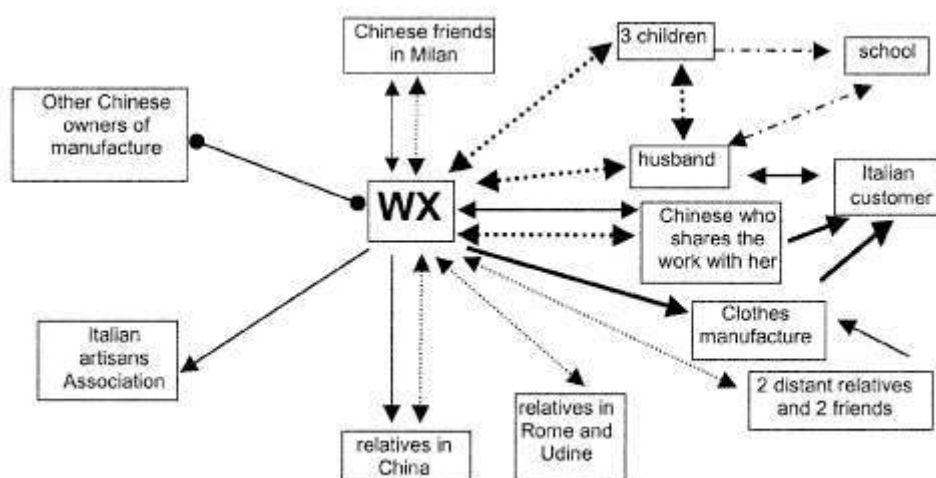 Chinese friends
in Milan
3 children
school
Other Chinese
owners of
manufacture
husband
Italian
customer
WX
Chinese who
shares the
work with her
Clothes
manufacture
Italian
artisans
Association
2 distant relatives
and 2 friends
relatives in
Rome and
Udine
relatives in
China